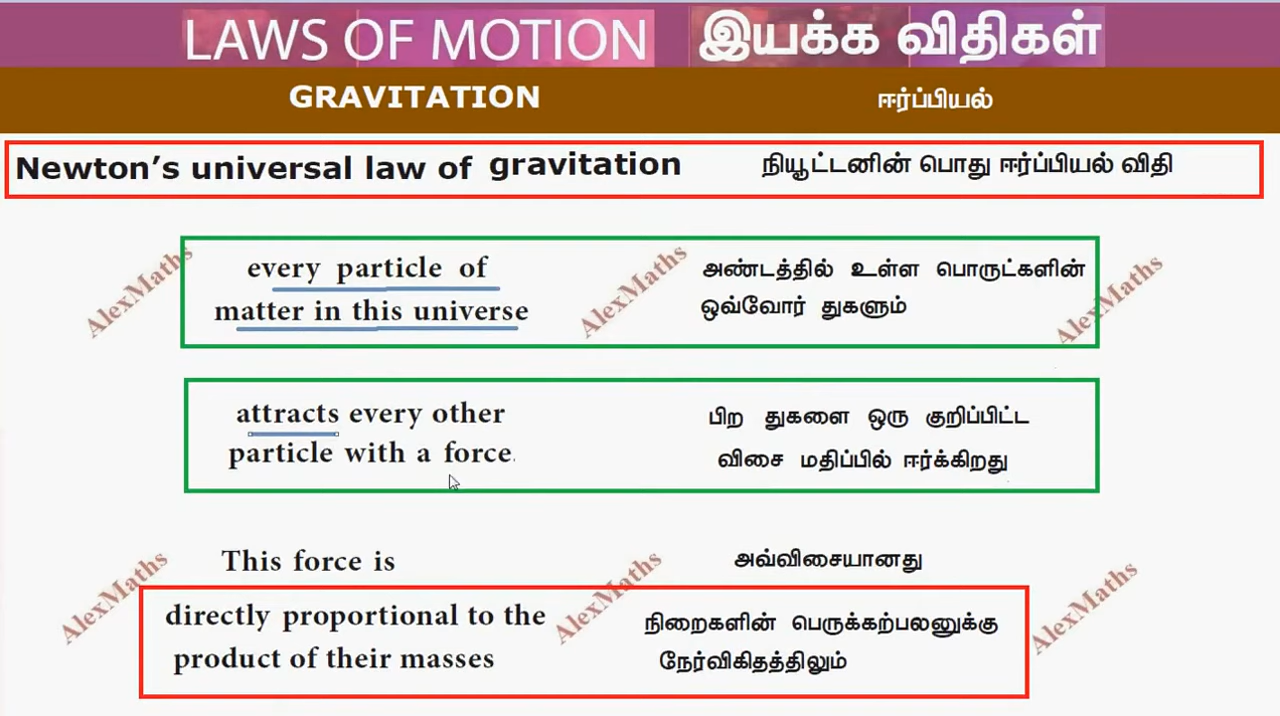 LAWS OF MOTION இயக்க விதிகள்
GRAVITATION ஈர்ப்பியல்
Newton's universal law of gravitation நியூட்டனின் பொது ஈர்ப்பியல் விதி
every particle of அண்டத்தில் உள்ள பொருட்களின்
matter in this universe ஒவ்வோர் துகளும்
AlexMaths AlexMaths AlexMaths
attracts every other பிற துகளை ஒரு குறிப்பிட்ட
particle with a force. விசை மதிப்பில் ஈர்க்கிறது
This force is அவ்விசையானது
AlexMaths AlexMaths AlexMaths
directly proportional to the நிறைகளின் பெருக்கற்பலனுக்கு
product of their masses நேர்விகிதத்திலும்